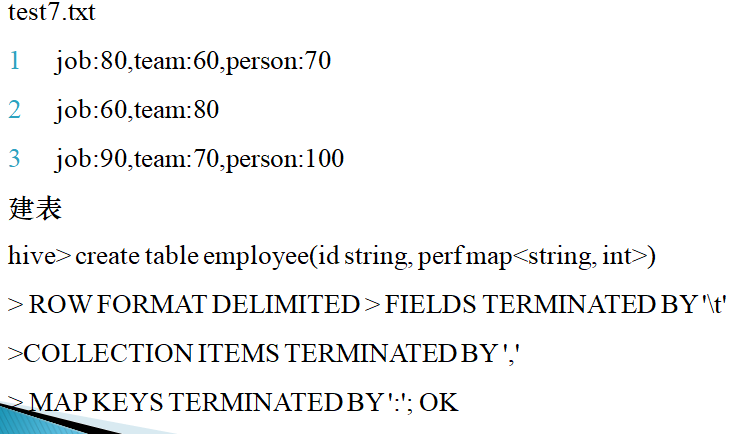 test7.txt
1 job:80,team:60,person:70
2 job:60,team:80
3 job:90,team:70,person:100
建表
hive> create table employee(id string, perf map<string, int>)
> ROW FORMAT DELIMITED > FIELDS TERMINATED BY '\t'
>COLLECTION ITEMS TERMINATED BY ','
> MAP KEYS TERMINATED BY ':'; OK